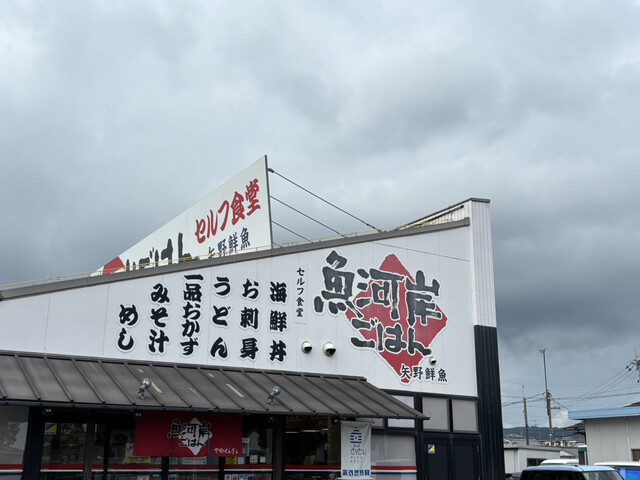 セルフ食堂
ごはん
矢野鮮魚
セルフ食堂
魚河岸
ごはん
矢野鮮魚
海鮮丼
お刺身
うどん
一品おかず
みそ汁
めし
魚河岸